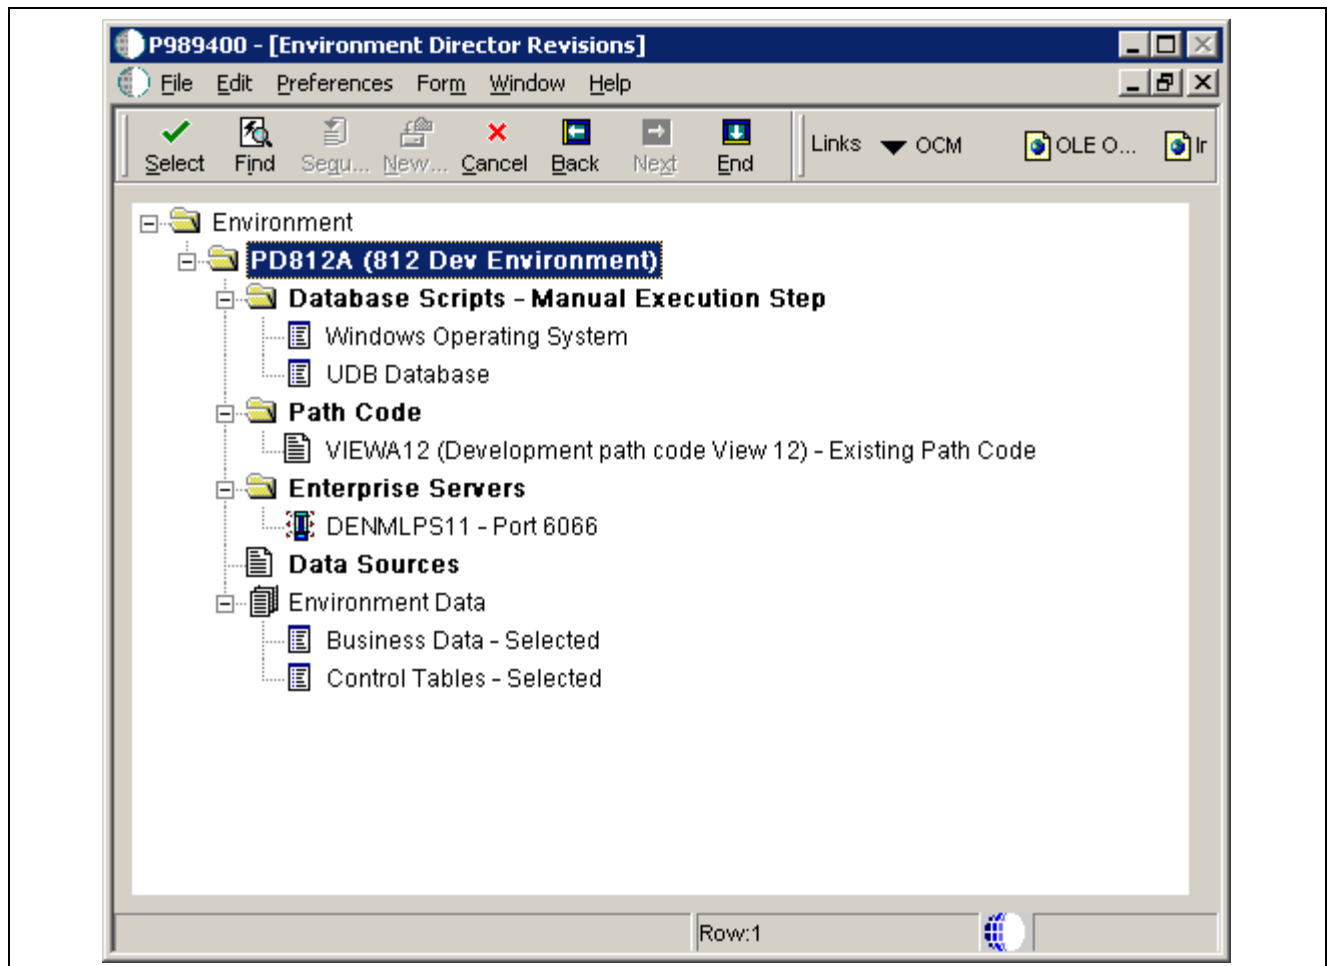 P989400 - [Environment Director Revisions]
File Edit Preferences Form Window Help
Select Find Sequ... New... Cancel Back Next End Links OCM OLE O... Ir
Environment
PD812A (812 Dev Environment)
Database Scripts - Manual Execution Step
Windows Operating System
UDB Database
Path Code
VIEWA12 (Development path code View 12) - Existing Path Code
Enterprise Servers
DENMLPS11 - Port 6066
Data Sources
Environment Data
Business Data - Selected
Control Tables - Selected
Row:1